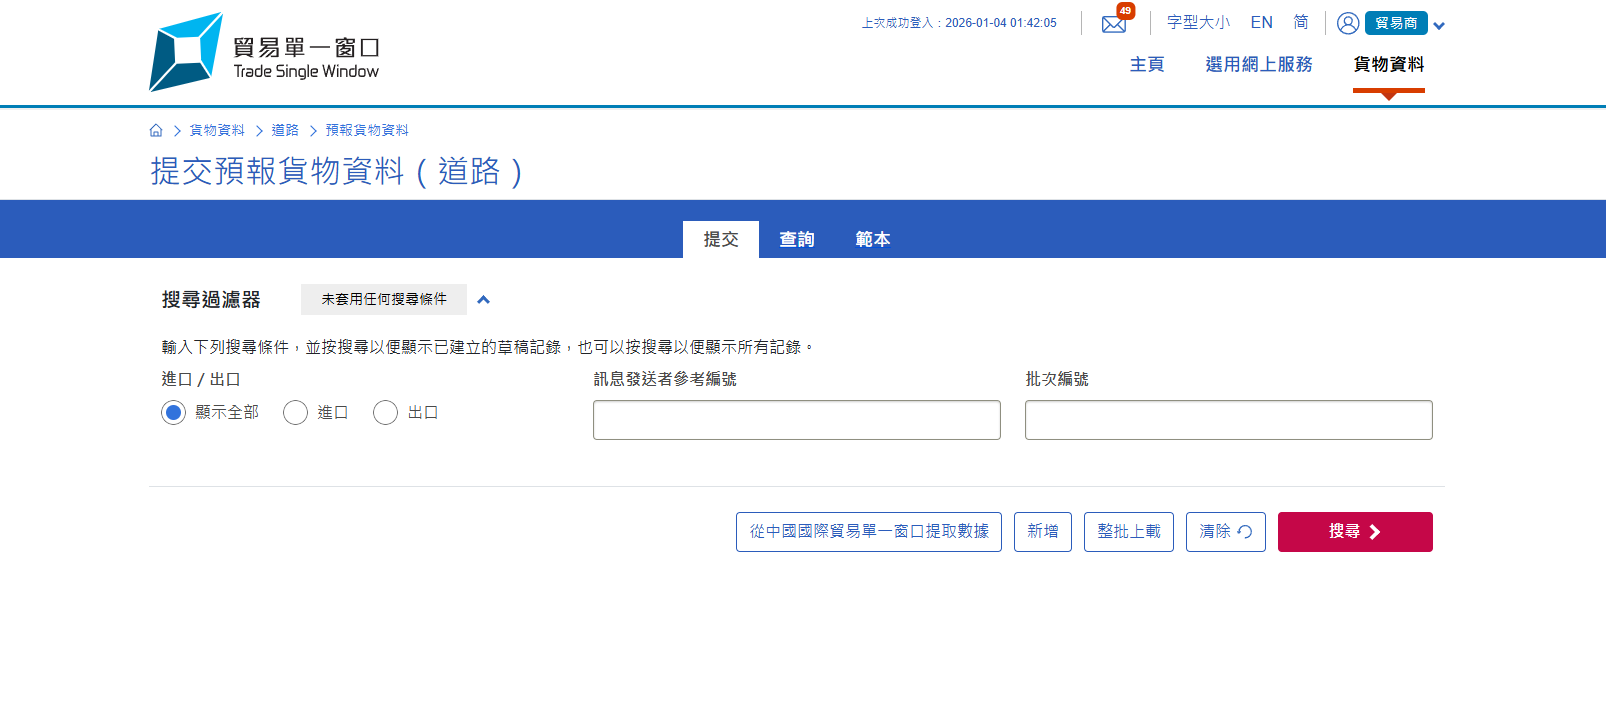 上次成功登入：2026-01-04 01:42:05
49
字型大小
EN
简
貿易商
貿易單一窗口
Trade Single Window
主頁
選用網上服務
貨物資料
貨物資料
道路
預報貨物資料
提交預報貨物資料 ( 道路 )
提交
查詢
範本
搜尋過濾器
未套用任何搜尋條件
輸入下列搜尋條件，並按搜尋以便顯示已建立的草稿記錄，也可以按搜尋以便顯示所有記錄。
進口 / 出口
訊息發送者參考編號
批次編號
顯示全部
進口
出口
從中國國際貿易單一窗口提取數據
新增
整批上載
清除
搜尋